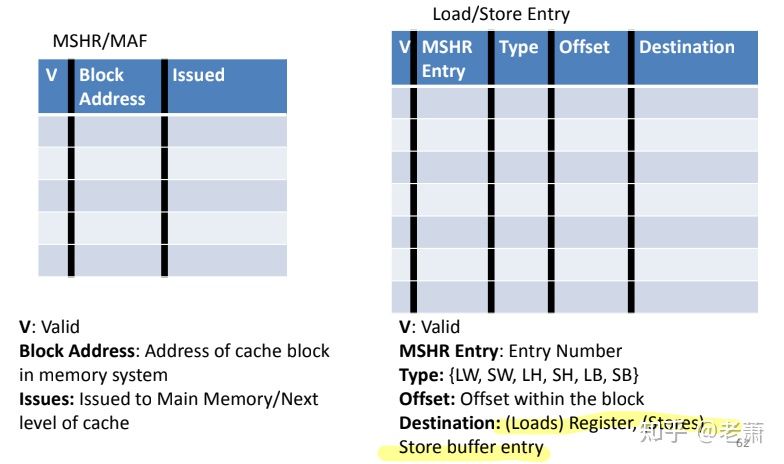 MSHR/MAF
V
Block
Address
Issued
V: Valid
Block Address: Address of cache block
in memory system
Issues: Issued to Main Memory/Next
level of cache
Load/Store Entry
V
MSHR
Entry
Type
Offset
Destination
V: Valid
MSHR Entry: Entry Number
Type: {LW, SW, LH, SH, LB, SB}
Offset: Offset within the block
Destination: (Loads) Register, (Stores)
Store buffer entry
知乎 @老萧
62